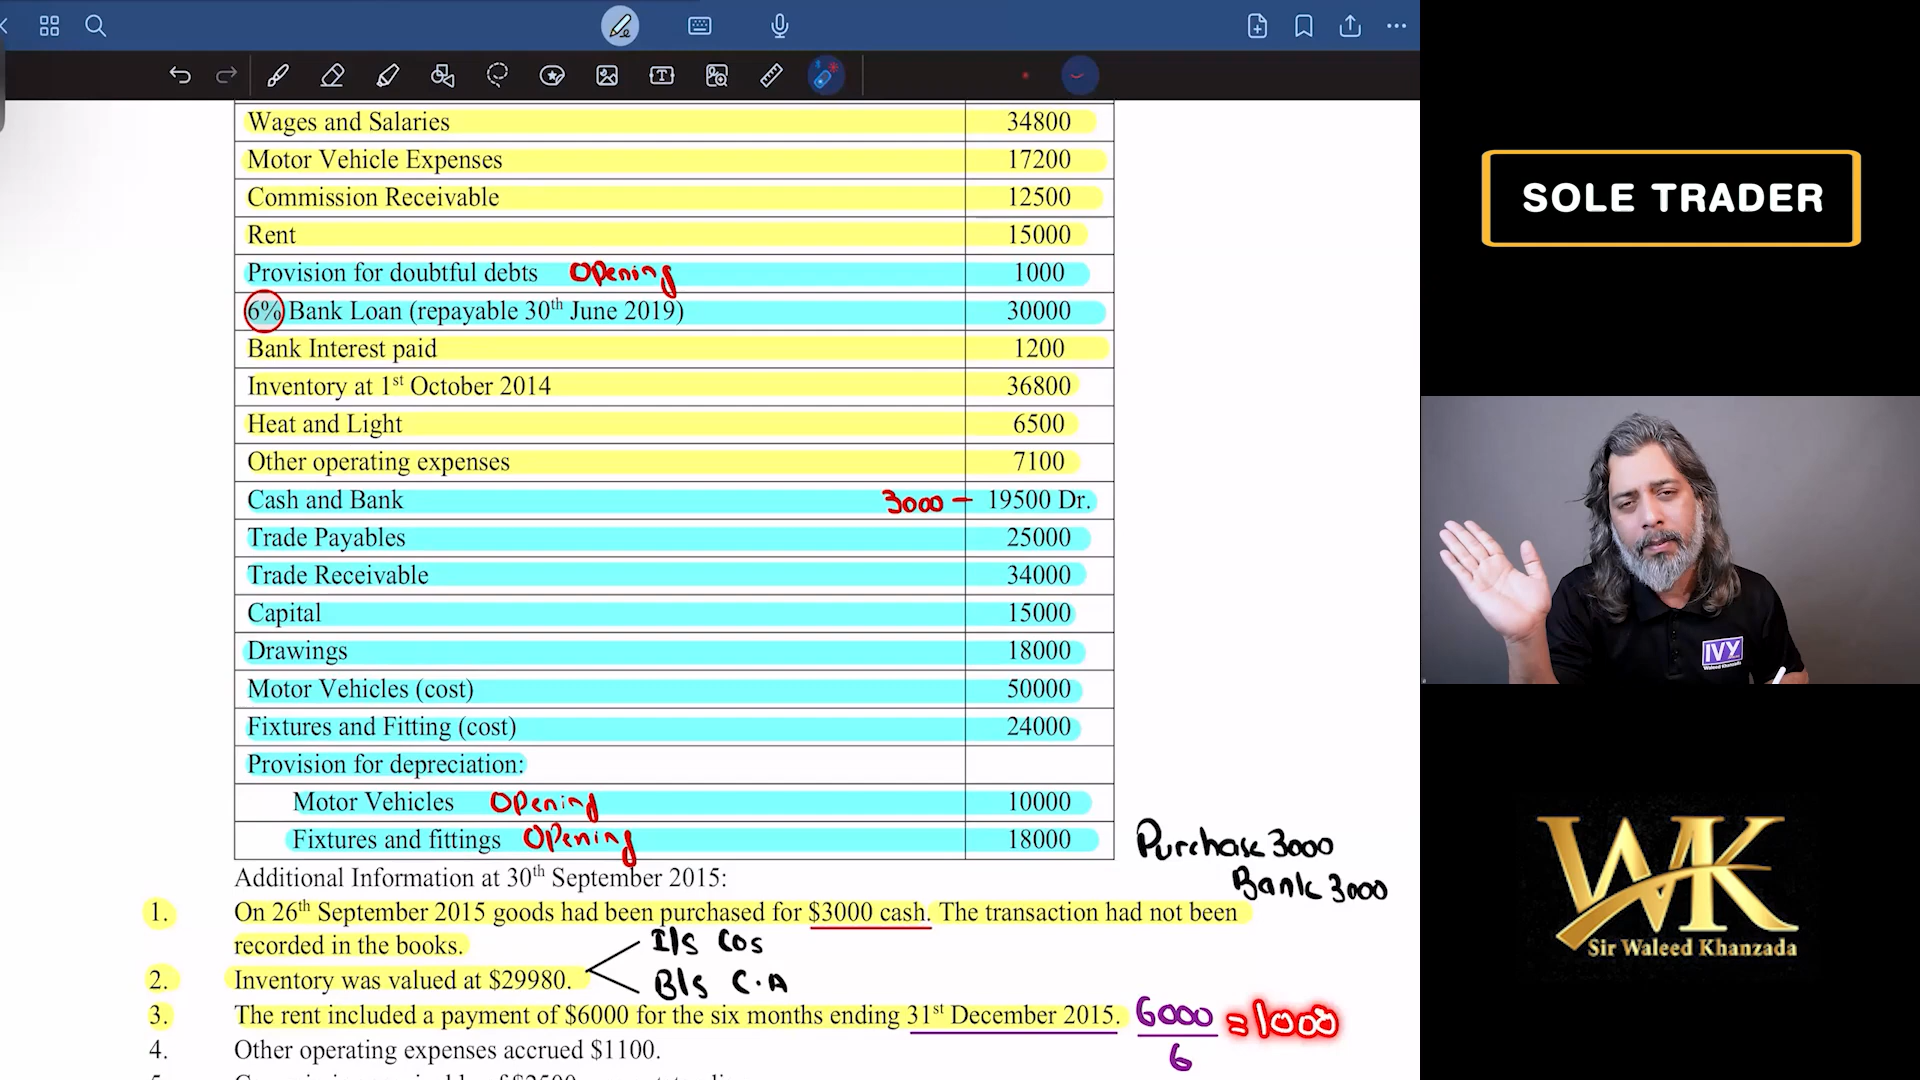 Wages and Salaries 34800
Motor Vehicle Expenses 17200
Commission Receivable 12500
Rent 15000
Provision for doubtful debts Opening 1000
6% Bank Loan (repayable 30th June 2019) 30000
Bank Interest paid 1200
Inventory at 1st October 2014 36800
Heat and Light 6500
Other operating expenses 7100
Cash and Bank 3000 – 19500 Dr.
Trade Payables 25000
Trade Receivable 34000
Capital 15000
Drawings 18000
Motor Vehicles (cost) 50000
Fixtures and Fitting (cost) 24000
Provision for depreciation:
Motor Vehicles Opening 10000
Fixtures and fittings Opening 18000
Purchase 3000
Bank 3000
Additional Information at 30th September 2015:
1. On 26th September 2015 goods had been purchased for $3000 cash. The transaction had not been
recorded in the books.
I/S COS
2. Inventory was valued at $29980.
B/S C.A
3. The rent included a payment of $6000 for the six months ending 31st December 2015. 6000/6 = 1000
4. Other operating expenses accrued $1100.
SOLE TRADER
IVY
Waleed Khanzada
WK
Sir Waleed Khanzada